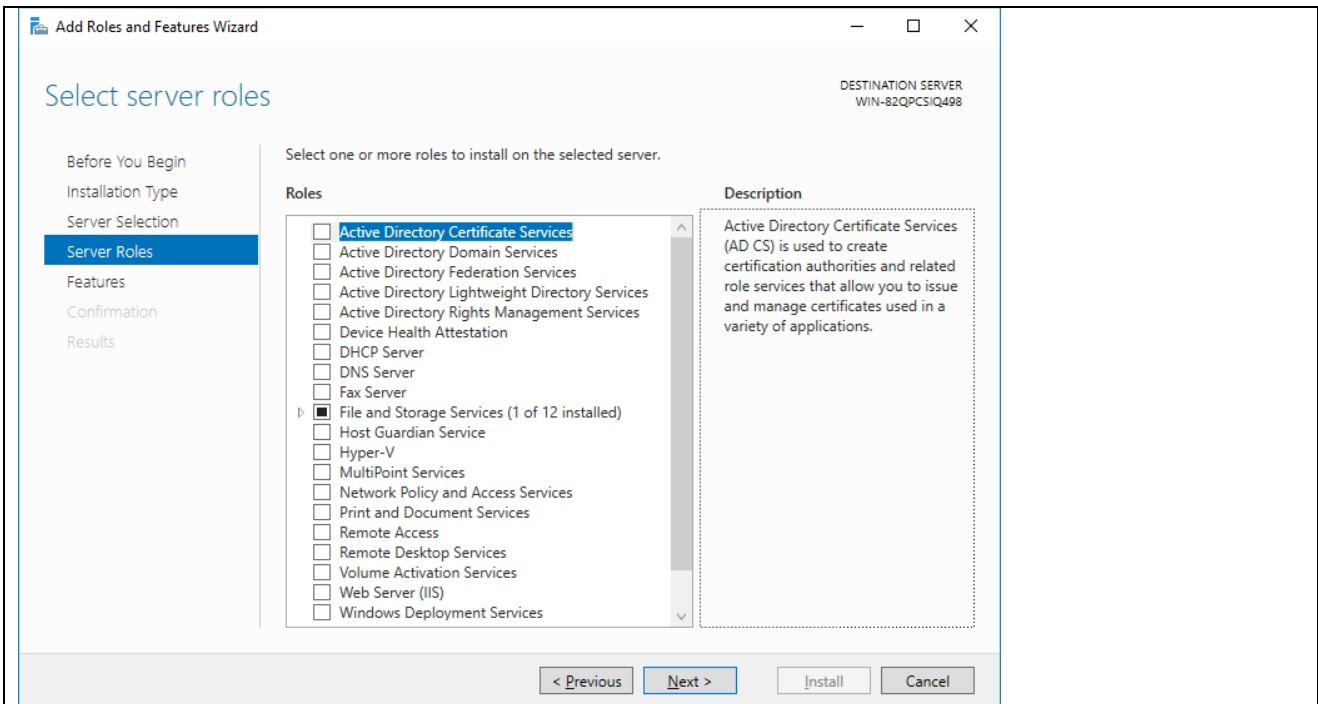 Add Roles and Features Wizard
Select server roles
DESTINATION SERVER
WIN-82QPCSIQ498
Before You Begin
Installation Type
Server Selection
Server Roles
Features
Confirmation
Results
Select one or more roles to install on the selected server.
Roles
Active Directory Certificate Services
Active Directory Domain Services
Active Directory Federation Services
Active Directory Lightweight Directory Services
Active Directory Rights Management Services
Device Health Attestation
DHCP Server
DNS Server
Fax Server
File and Storage Services (1 of 12 installed)
Host Guardian Service
Hyper-V
MultiPoint Services
Network Policy and Access Services
Print and Document Services
Remote Access
Remote Desktop Services
Volume Activation Services
Web Server (IIS)
Windows Deployment Services
Description
Active Directory Certificate Services
(AD CS) is used to create
certification authorities and related
role services that allow you to issue
and manage certificates used in a
variety of applications.
< Previous
Next >
Install
Cancel